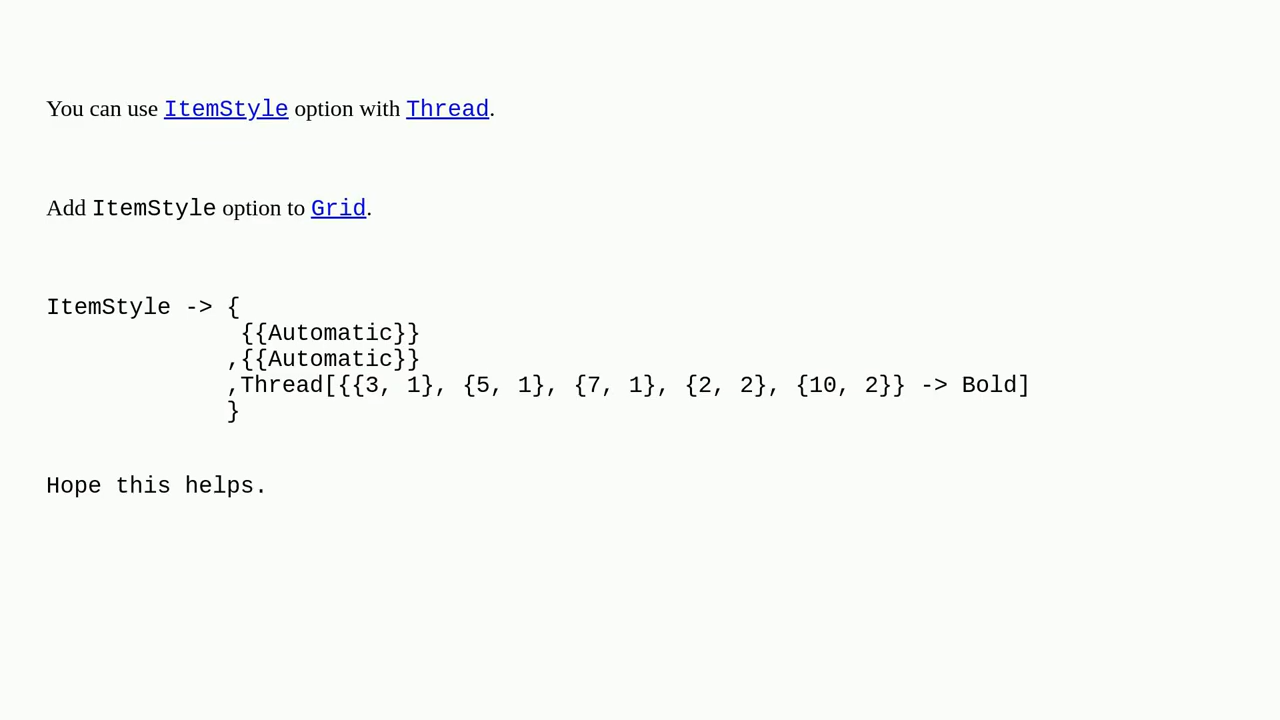 You can use ItemStyle option with Thread.
Add ItemStyle option to Grid.
ItemStyle -> {
              {{Automatic}}
             ,{{Automatic}}
             ,Thread[{{3, 1}, {5, 1}, {7, 1}, {2, 2}, {10, 2}} -> Bold]
             }
Hope this helps.